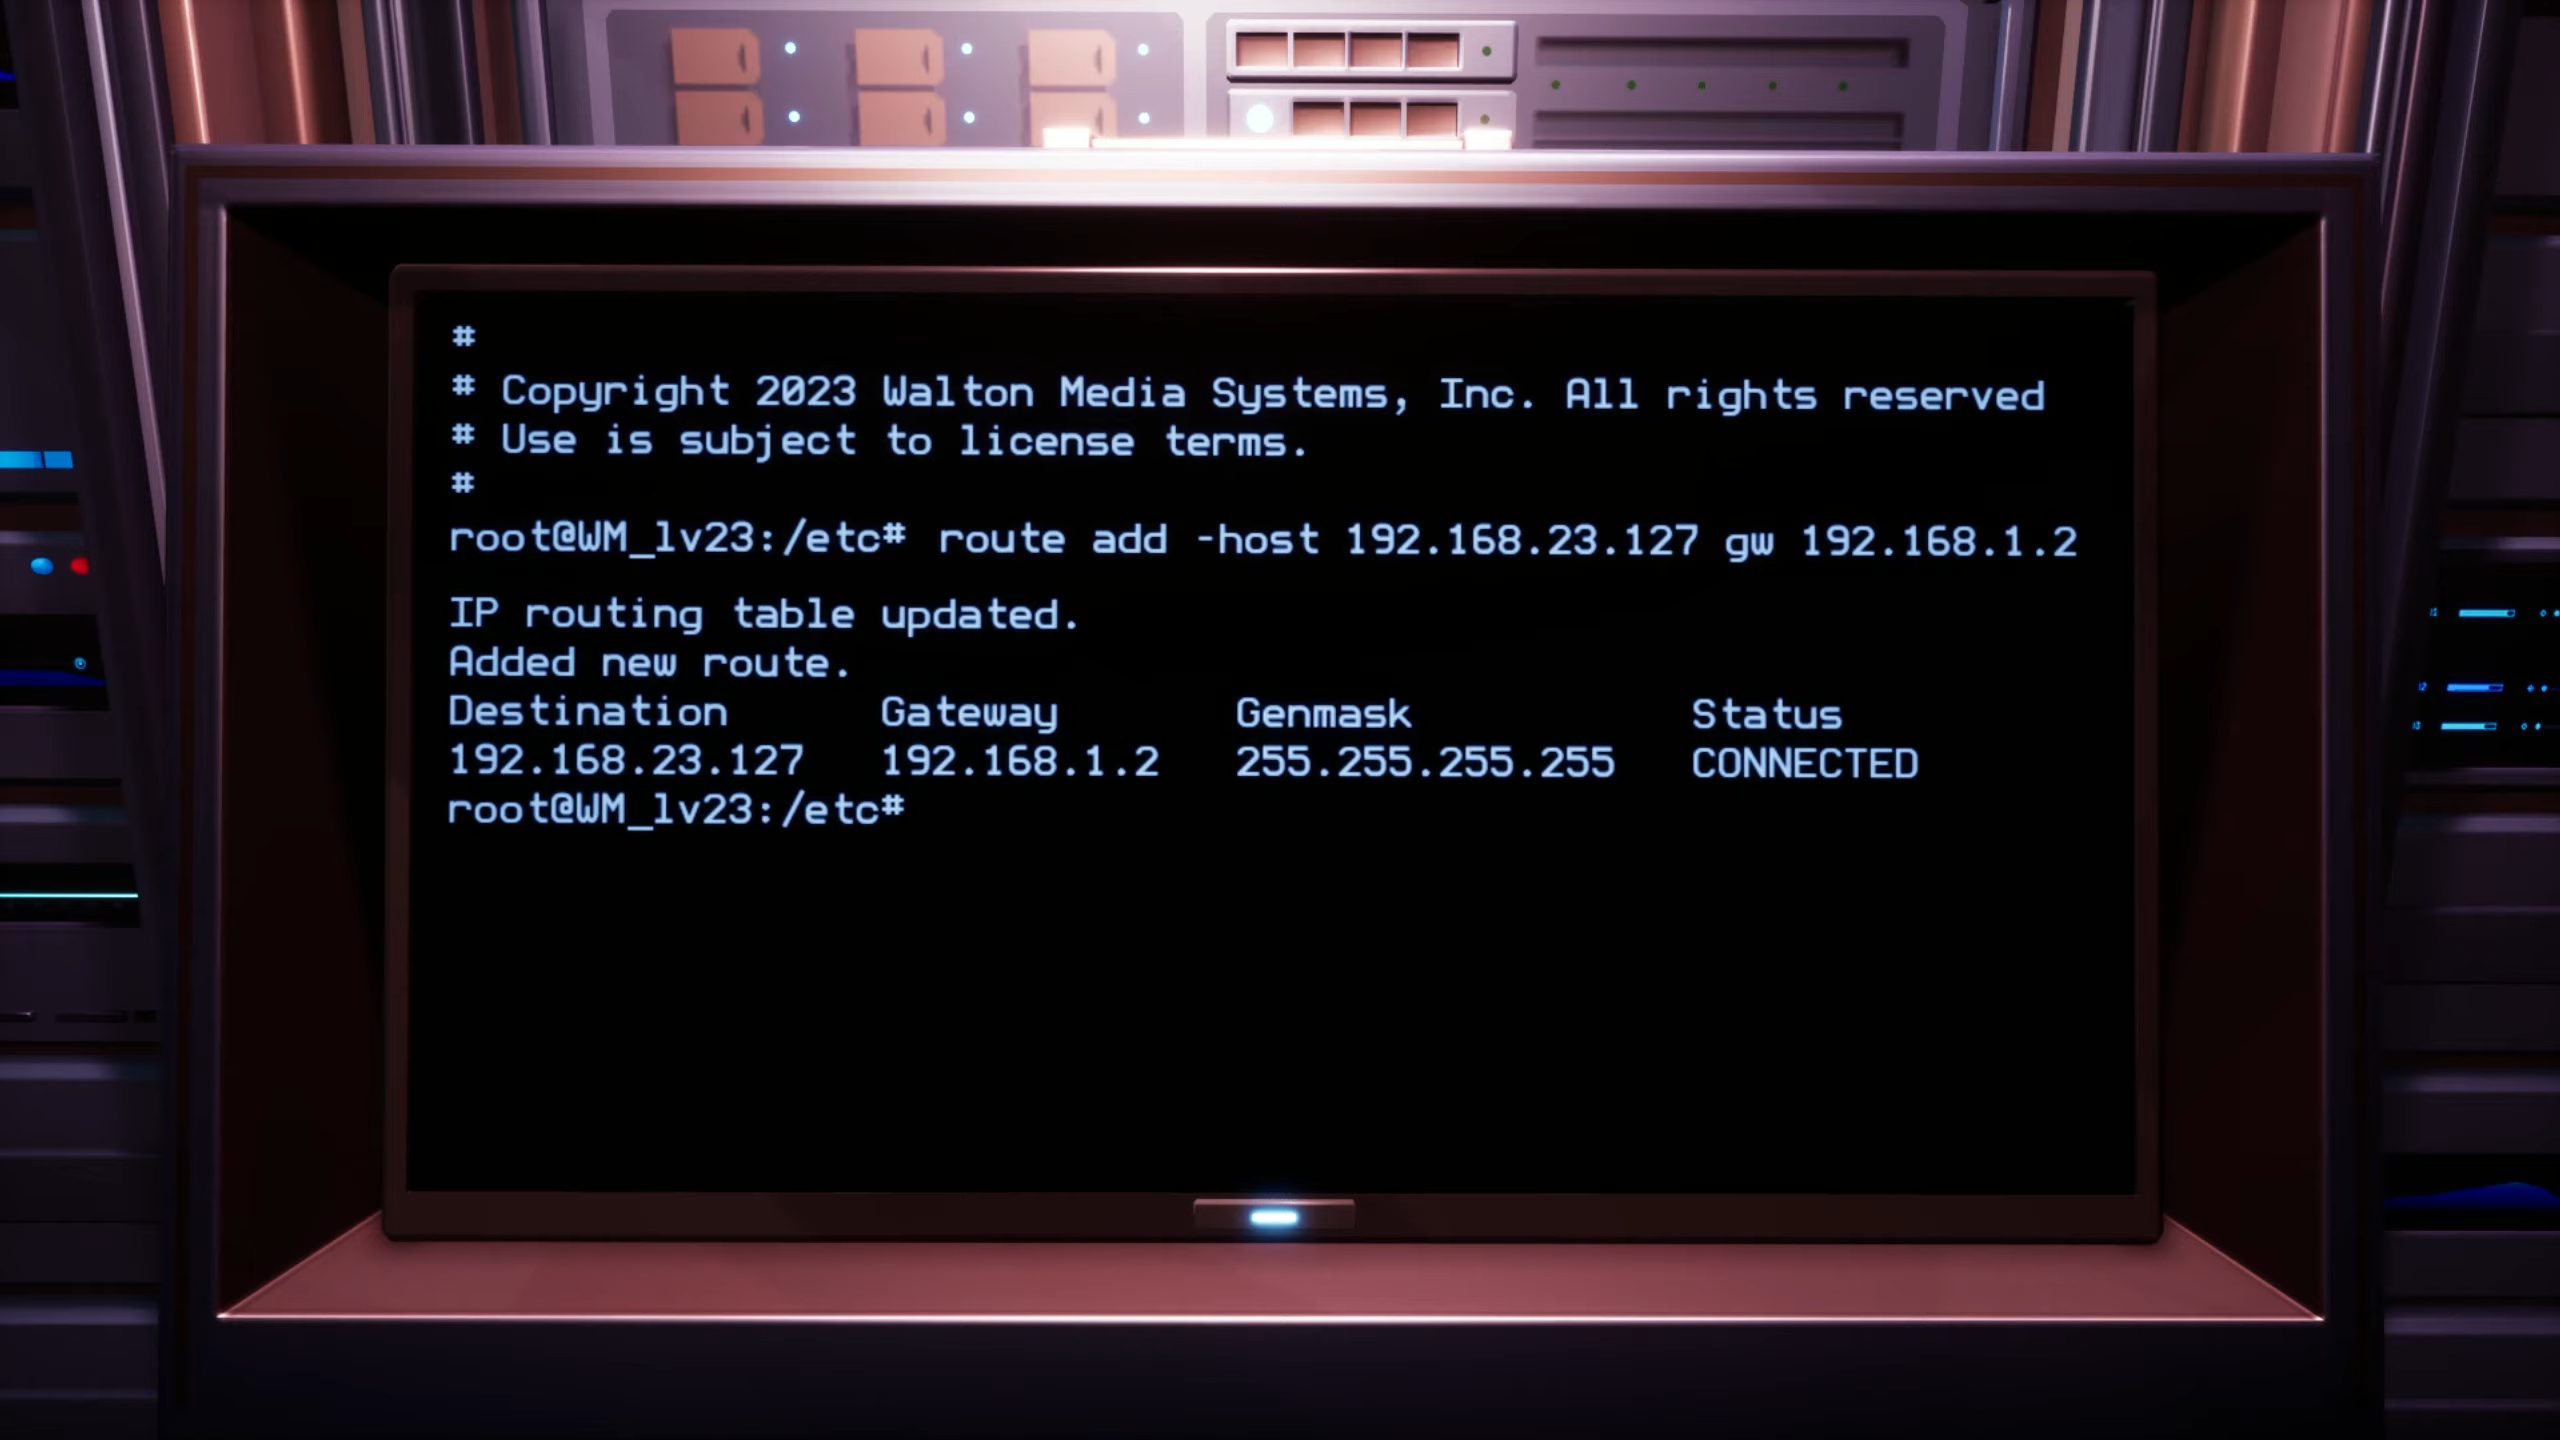 #
# Copyright 2023 Walton Media Systems, Inc. All rights reserved
# Use is subject to license terms.
#
root@WM_lv23:/etc# route add -host 192.168.23.127 gw 192.168.1.2
IP routing table updated.
Added new route.
Destination Gateway Genmask Status
192.168.23.127 192.168.1.2 255.255.255.255 CONNECTED
root@WM_lv23:/etc#